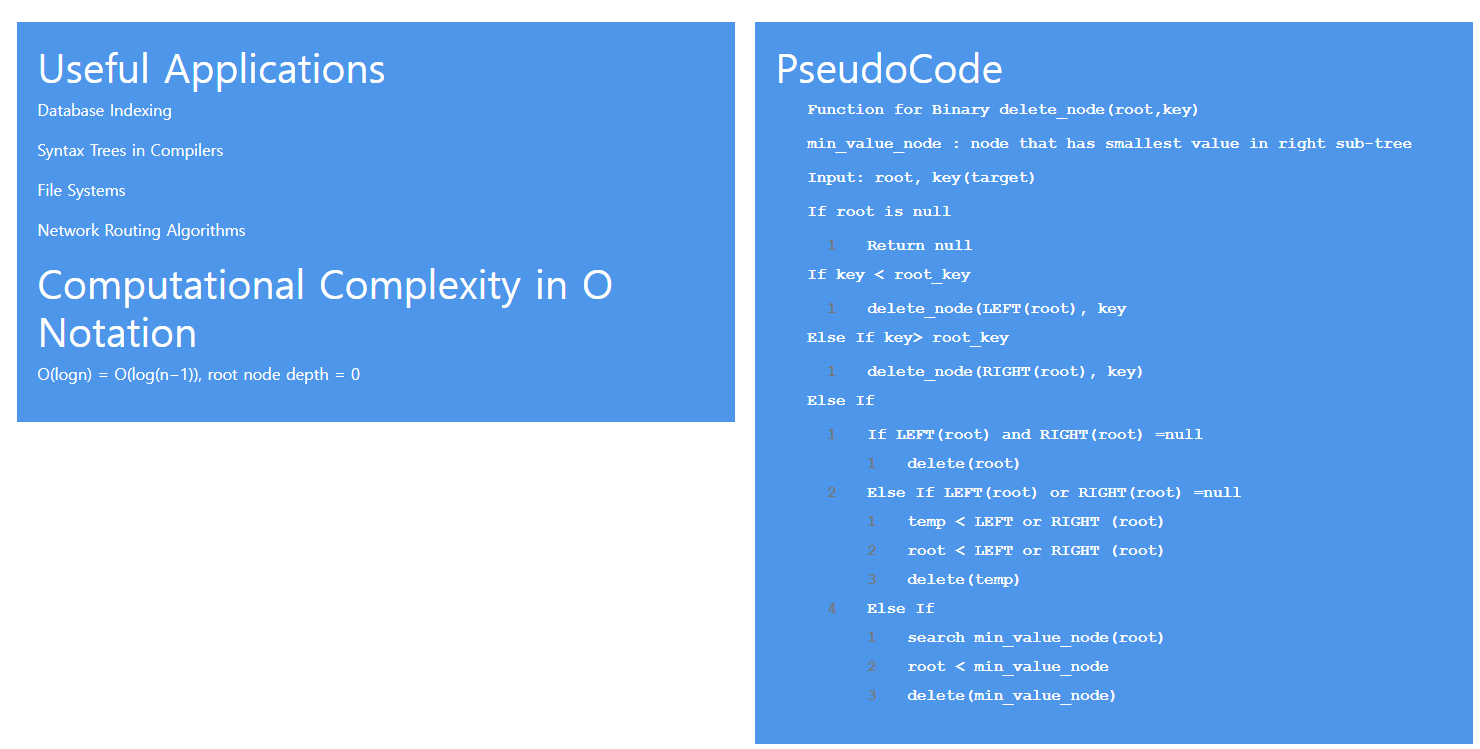 Useful Applications
Database Indexing
Syntax Trees in Compilers
File Systems
Network Routing Algorithms
Computational Complexity in O
Notation
O(logn) = O(log(n−1)), root node depth = 0
PseudoCode
Function for Binary delete_node(root,key)
min_value_node : node that has smallest value in right sub-tree
Input: root, key(target)
If root is null
1 Return null
If key < root_key
1 delete_node(LEFT(root), key
Else If key> root_key
1 delete_node(RIGHT(root), key)
Else If
1 If LEFT(root) and RIGHT(root) =null
1 delete(root)
2 Else If LEFT(root) or RIGHT(root) =null
1 temp < LEFT or RIGHT (root)
2 root < LEFT or RIGHT (root)
3 delete(temp)
4 Else If
1 search min_value_node(root)
2 root < min_value_node
3 delete(min_value_node)